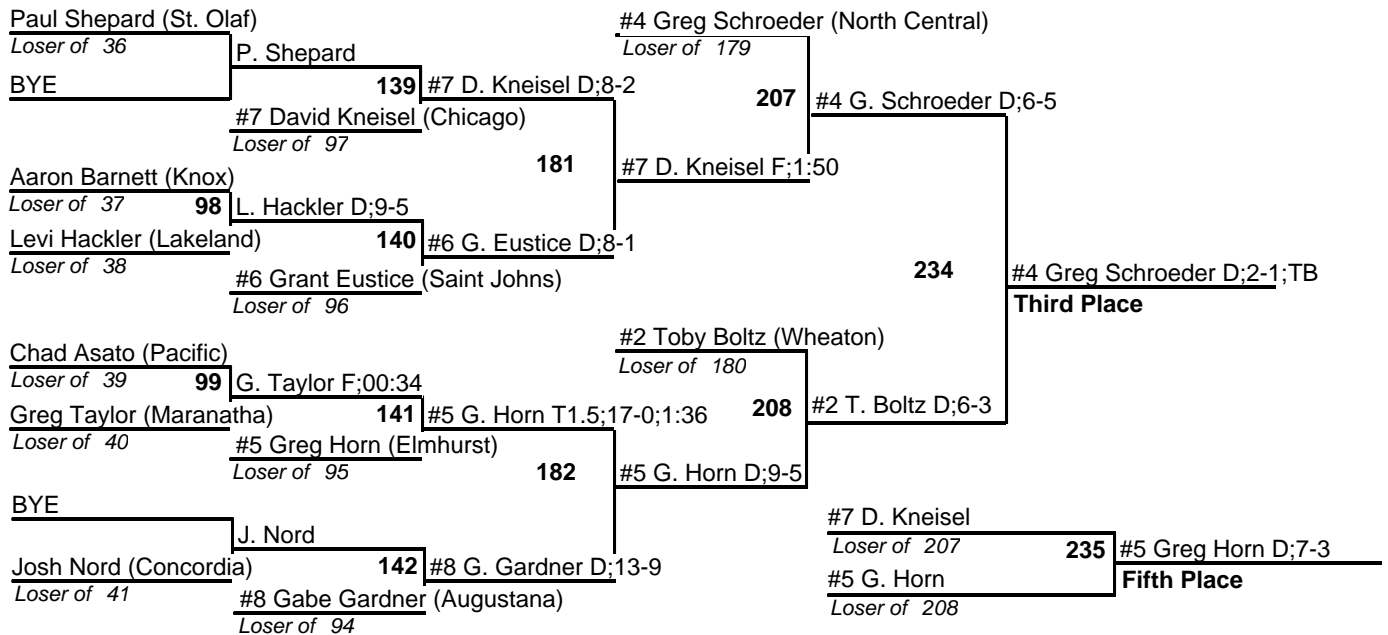 Paul Shepard (St. Olaf)
Loser of 36
P. Shepard
BYE
139
#7 D. Kneisel D;8-2
#7 David Kneisel (Chicago)
Loser of 97
181
Aaron Barnett (Knox)
Loser of 37
98
L. Hackler D;9-5
Levi Hackler (Lakeland)
Loser of 38
140
#6 G. Eustice D;8-1
#6 Grant Eustice (Saint Johns)
Loser of 96
#4 Greg Schroeder (North Central)
Loser of 179
207
#4 G. Schroeder D;6-5
#7 D. Kneisel F;1:50
234
#4 Greg Schroeder D;2-1;TB
Third Place
Chad Asato (Pacific)
Loser of 39
99
G. Taylor F;00:34
Greg Taylor (Maranatha)
Loser of 40
141
#5 G. Horn T1.5;17-0;1:36
#5 Greg Horn (Elmhurst)
Loser of 95
182
BYE
J. Nord
Josh Nord (Concordia)
Loser of 41
142
#8 G. Gardner D;13-9
#8 Gabe Gardner (Augustana)
Loser of 94
#2 Toby Boltz (Wheaton)
Loser of 180
208
#2 T. Boltz D;6-3
#5 G. Horn D;9-5
#7 D. Kneisel
Loser of 207
235
#5 Greg Horn D;7-3
#5 G. Horn
Fifth Place
Loser of 208